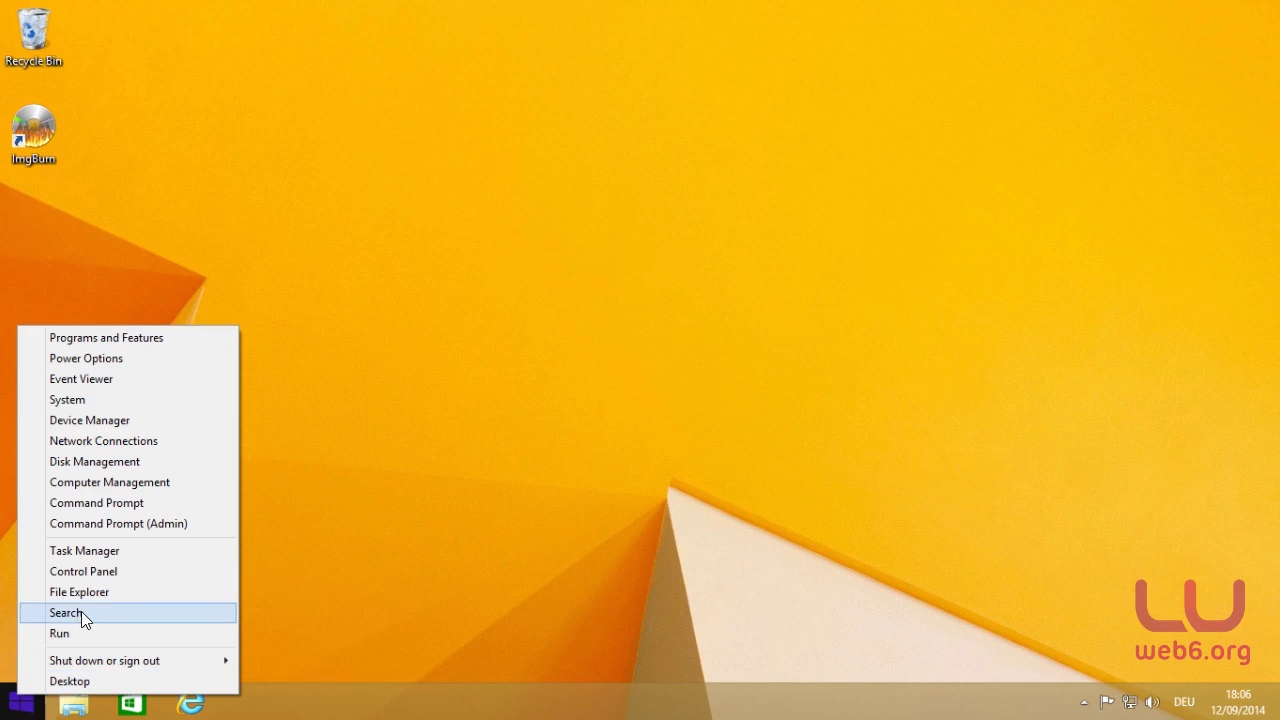 Recycle Bin
ImgBurn
Programs and Features
Power Options
Event Viewer
System
Device Manager
Network Connections
Disk Management
Computer Management
Command Prompt
Command Prompt (Admin)
Task Manager
Control Panel
File Explorer
Search
Run
Shut down or sign out
Desktop
web6.org
DEU
18:06
12/09/2014